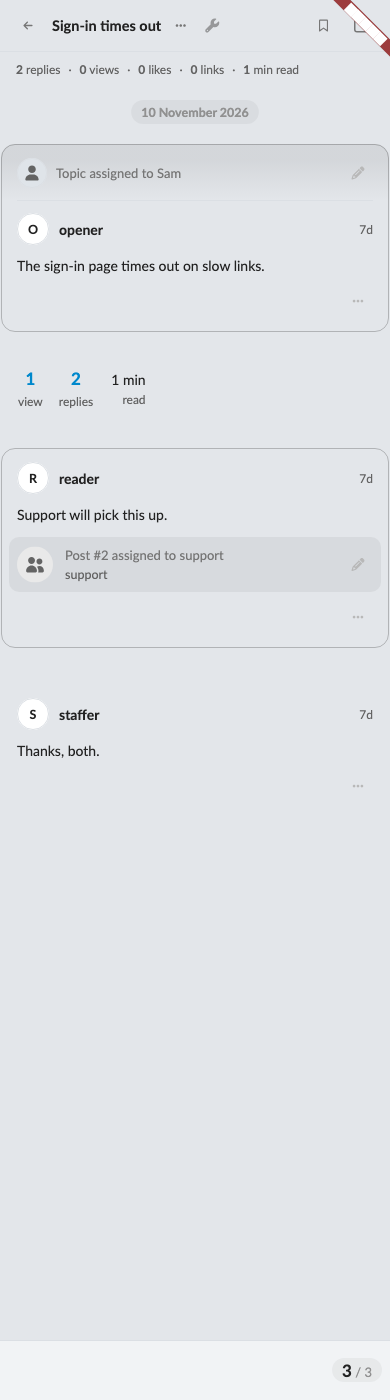 Sign-in times out
2 replies · 0 views · 0 likes · 0 links · 1 min read
10 November 2026
Topic assigned to Sam
O opener 7d
The sign-in page times out on slow links.
1 2 1 min
view replies read
R reader 7d
Support will pick this up.
Post #2 assigned to support
support
S staffer 7d
Thanks, both.
3 / 3